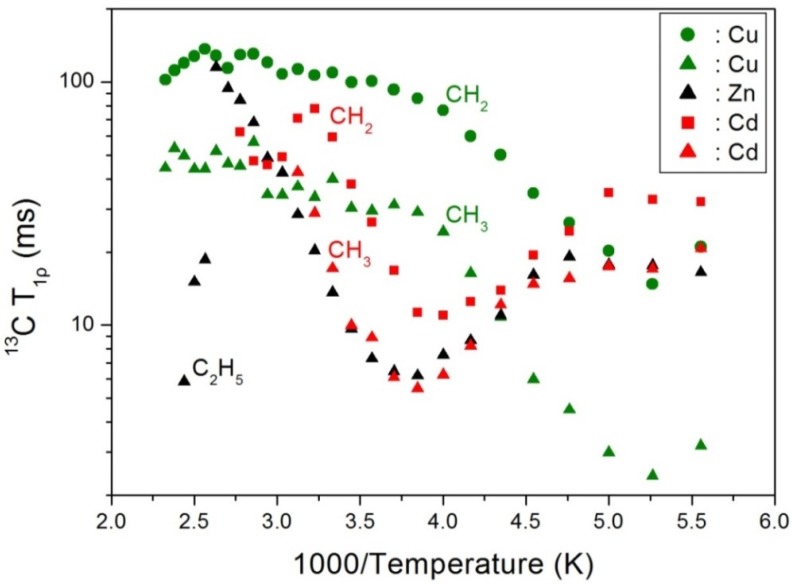 : Cu
: Cu
: Zn
: Cd
: Cd
CH₂
CH₂
CH₃
CH₃
C₂H₅
100
10
¹³C T₁ρ (ms)
2.0 2.5 3.0 3.5 4.0 4.5 5.0 5.5 6.0
1000/Temperature (K)